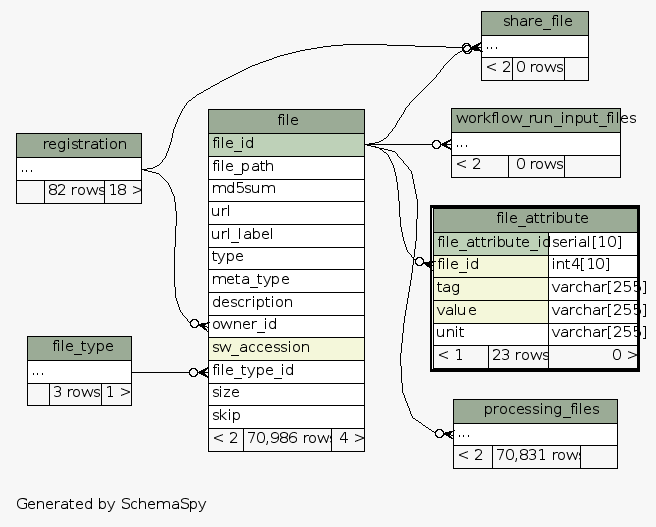 share_file
...
< 2 0 rows
file
workflow_run_input_files
...
< 2 0 rows
registration
...
82 rows 18 >
file_id
file_path
md5sum
url
url_label
type
meta_type
description
owner_id
sw_accession
file_type_id
size
skip
< 2 70,986 rows 4 >
file_attribute
file_attribute_id serial[10]
file_id int4[10]
tag varchar[255]
value varchar[255]
unit varchar[255]
< 1 23 rows 0 >
file_type
...
3 rows 1 >
processing_files
...
< 2 70,831 rows
Generated by SchemaSpy